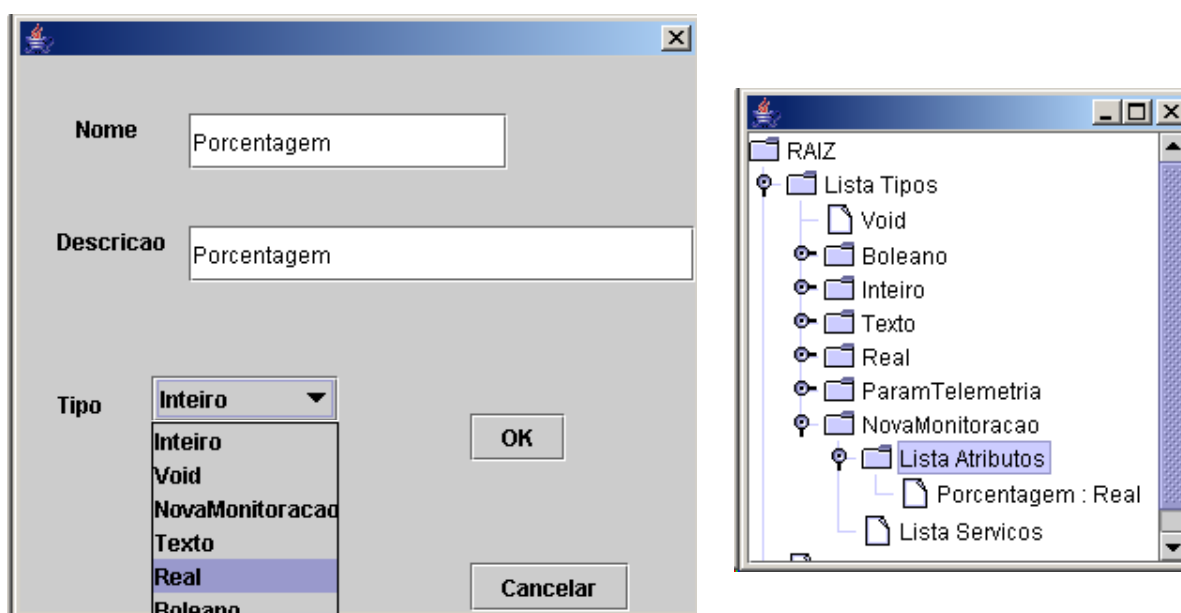 Nome
Porcentagem
Descricao
Porcentagem
Tipo
Inteiro
Inteiro
Void
NovaMonitoracao
Texto
Real
Boleano
OK
Cancelar
RAIZ
Lista Tipos
Void
Boleano
Inteiro
Texto
Real
ParamTelemetria
NovaMonitoracao
Lista Atributos
Porcentagem : Real
Lista Servicos